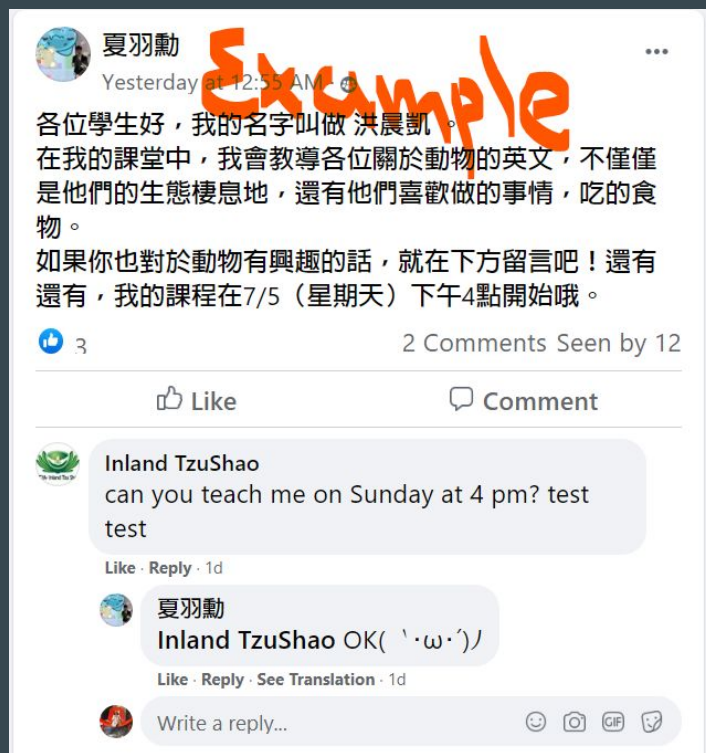 夏羽勳
Example
Yesterday at 12:55 AM ·
各位學生好，我的名字叫做 洪晨凱 。
在我的課堂中，我會教導各位關於動物的英文，不僅僅
是他們的生態棲息地，還有他們喜歡做的事情，吃的食
物。
如果你也對於動物有興趣的話，就在下方留言吧！還有
還有，我的課程在7/5（星期天）下午4點開始哦。
3
2 Comments Seen by 12
Like
Comment
Inland TzuShao
can you teach me on Sunday at 4 pm? test
test
Like · Reply · 1d
夏羽勳
Inland TzuShao OK( ˋ･ω･ˊ)ﾉ
Like · Reply · See Translation · 1d
Write a reply...
GIF